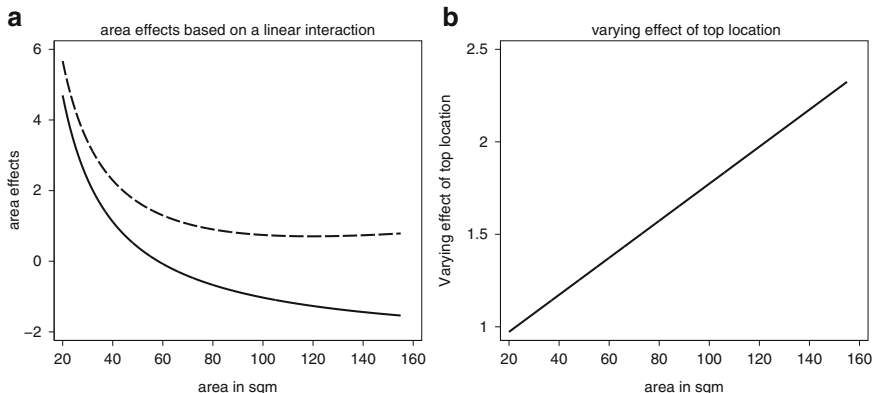 a
area effects based on a linear interaction
area effects
6
4
2
0
−2
20 40 60 80 100 120 140 160
area in sqm
b
varying effect of top location
Varying effect of top location
2.5
2
1.5
1
20 40 60 80 100 120 140 160
area in sqm